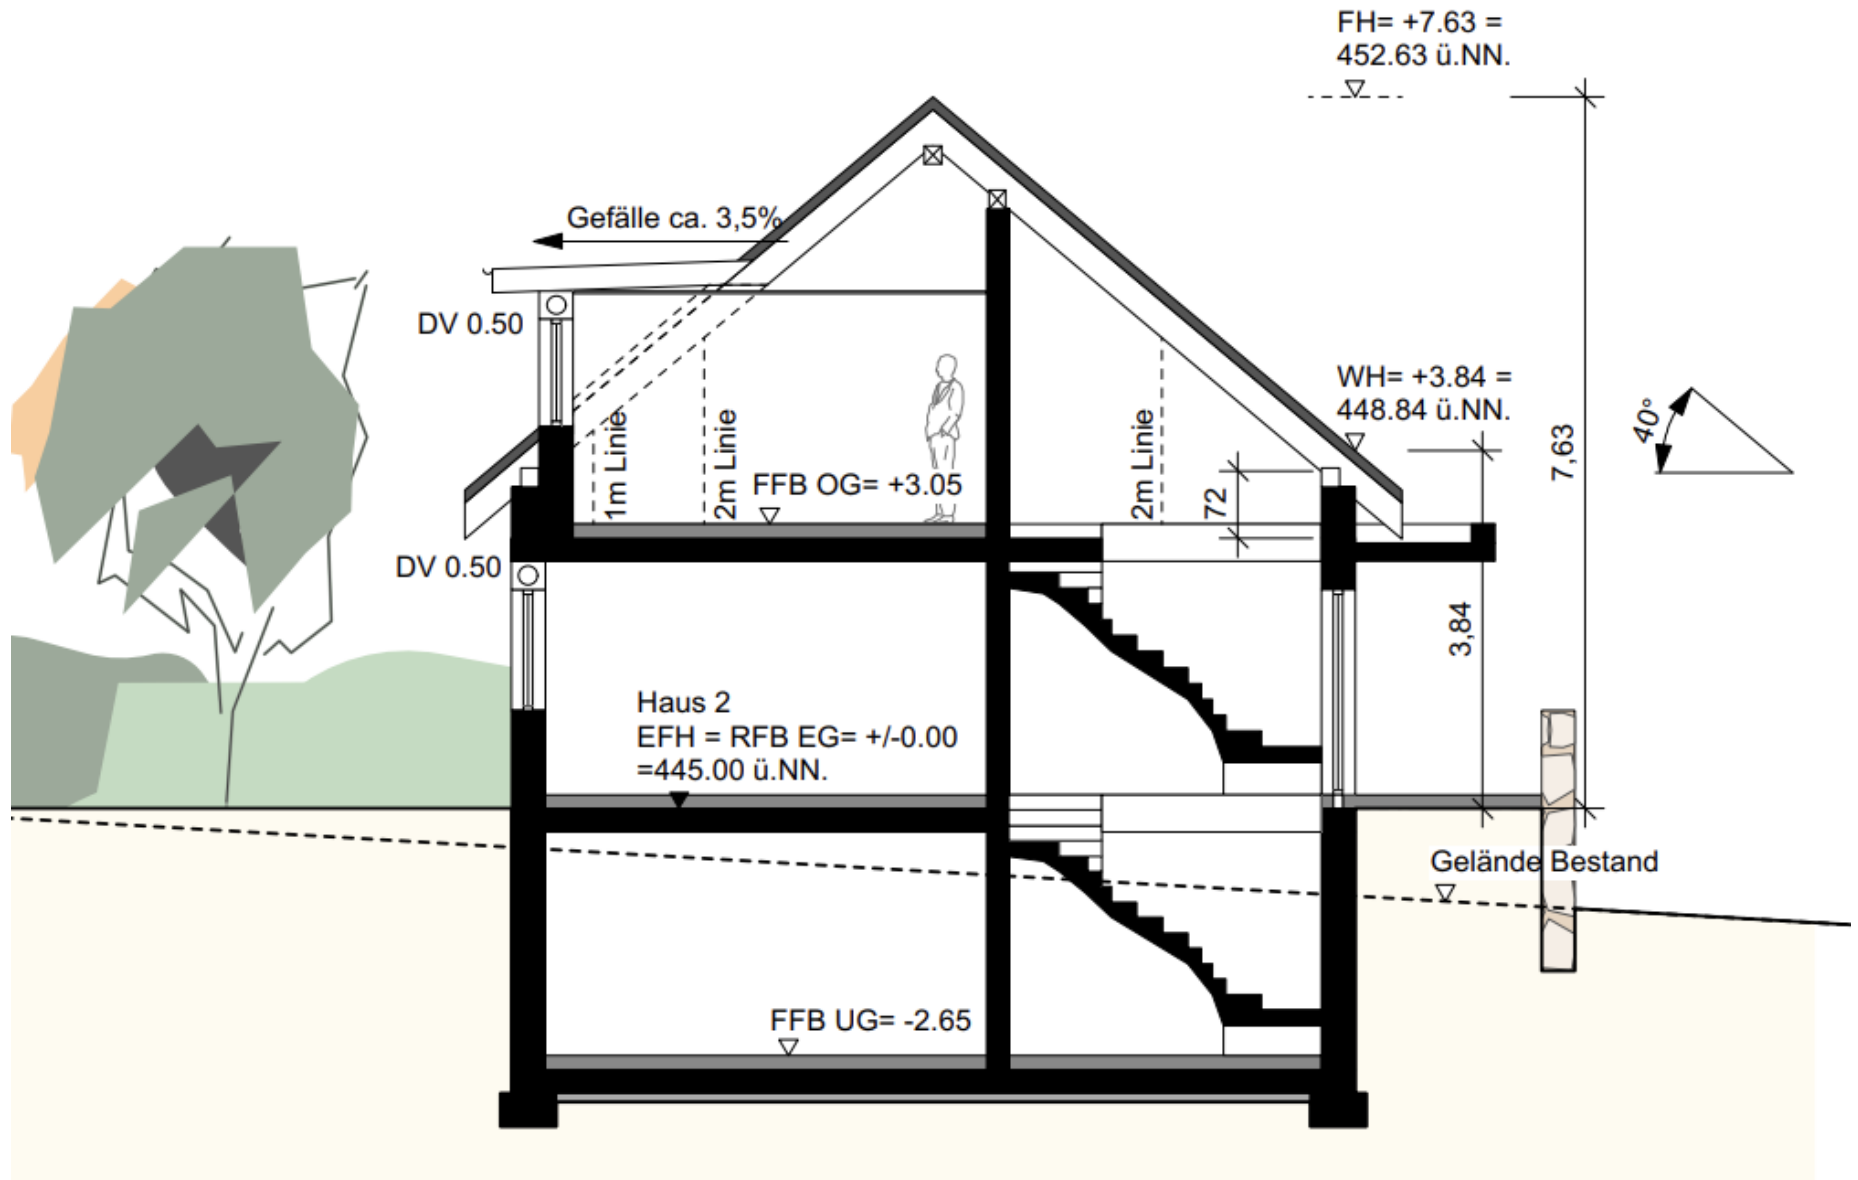 FH= +7.63 =
452.63 ü.NN.
Gefälle ca. 3,5%
DV 0.50
WH= +3.84 =
448.84 ü.NN.
40°
7,63
1m Linie
2m Linie
2m Linie
FFB OG= +3.05
72
DV 0.50
3,84
Haus 2
EFH = RFB EG= +/-0.00
=445.00 ü.NN.
Gelände Bestand
FFB UG= -2.65